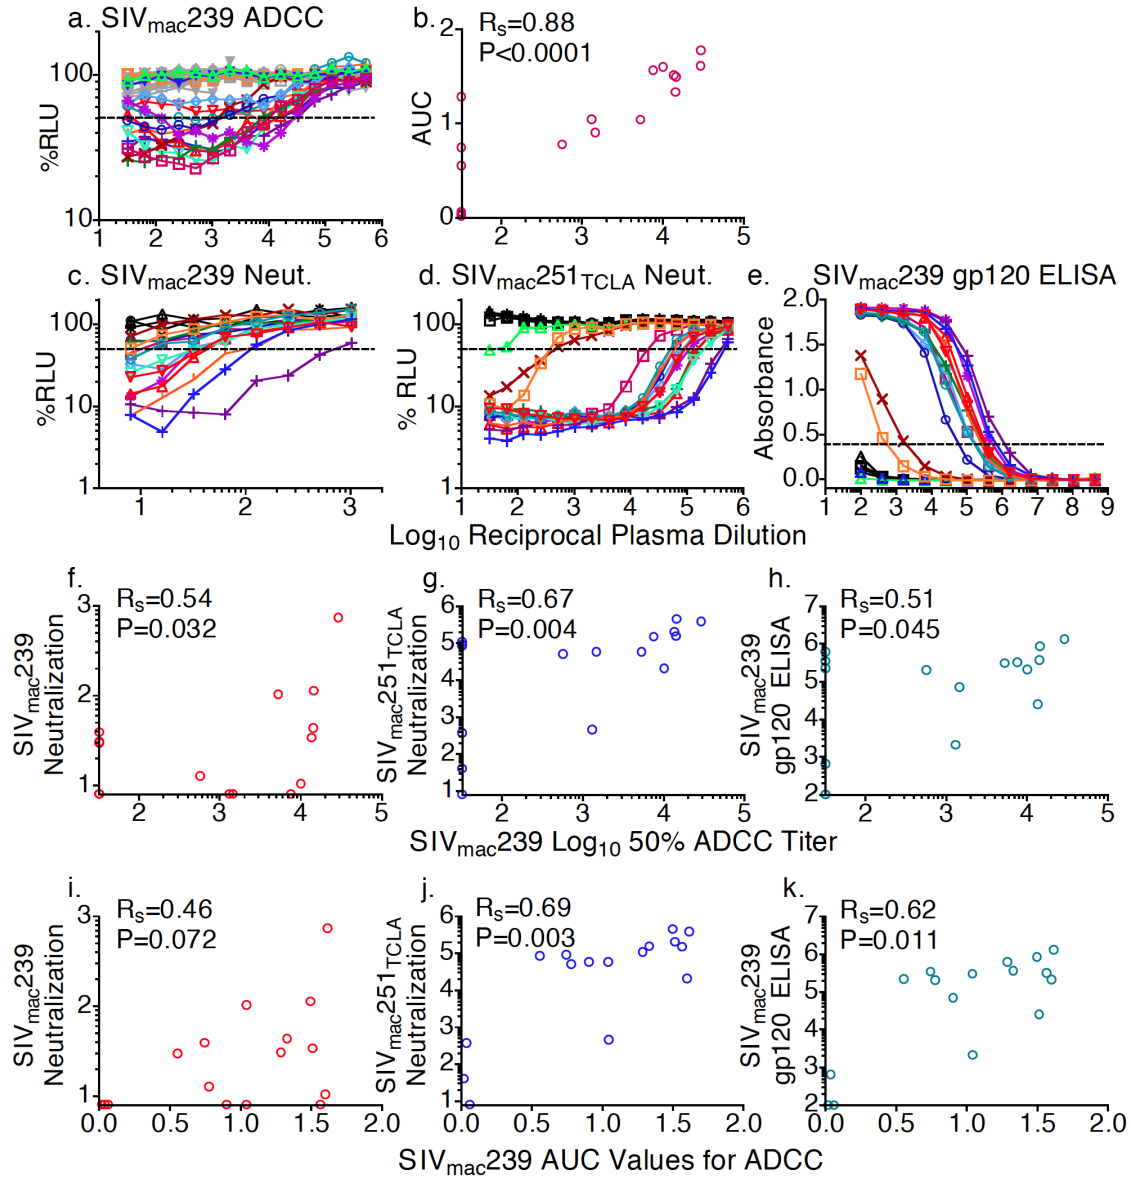 a. SIVmac239 ADCC
100
10
%RLU
1 2 3 4 5 6
b.
Rs=0.88
P<0.0001
2
1
0
AUC
2 3 4 5
c. SIVmac239 Neut.
100
10
1
%RLU
1 2 3
d. SIVmac251TCLA Neut.
100
10
1
% RLU
1 2 3 4 5 6
e. SIVmac239 gp120 ELISA
2.0
1.5
1.0
0.5
0.0
Absorbance
1 2 3 4 5 6 7 8 9
Log10 Reciprocal Plasma Dilution
f.
Rs=0.54
P=0.032
3
2
1
SIVmac239
Neutralization
2 3 4 5
g.
Rs=0.67
P=0.004
6
5
4
3
2
1
SIVmac251TCLA
Neutralization
2 3 4 5
h.
Rs=0.51
P=0.045
7
6
5
4
3
2
SIVmac239
gp120 ELISA
2 3 4 5
SIVmac239 Log10 50% ADCC Titer
i.
Rs=0.46
P=0.072
3
2
1
SIVmac239
Neutralization
0.0 0.5 1.0 1.5 2.0
j.
Rs=0.69
P=0.003
6
5
4
3
2
1
SIVmac251TCLA
Neutralization
0.0 0.5 1.0 1.5 2.0
k.
Rs=0.62
P=0.011
7
6
5
4
3
2
SIVmac239
gp120 ELISA
0.0 0.5 1.0 1.5 2.0
SIVmac239 AUC Values for ADCC